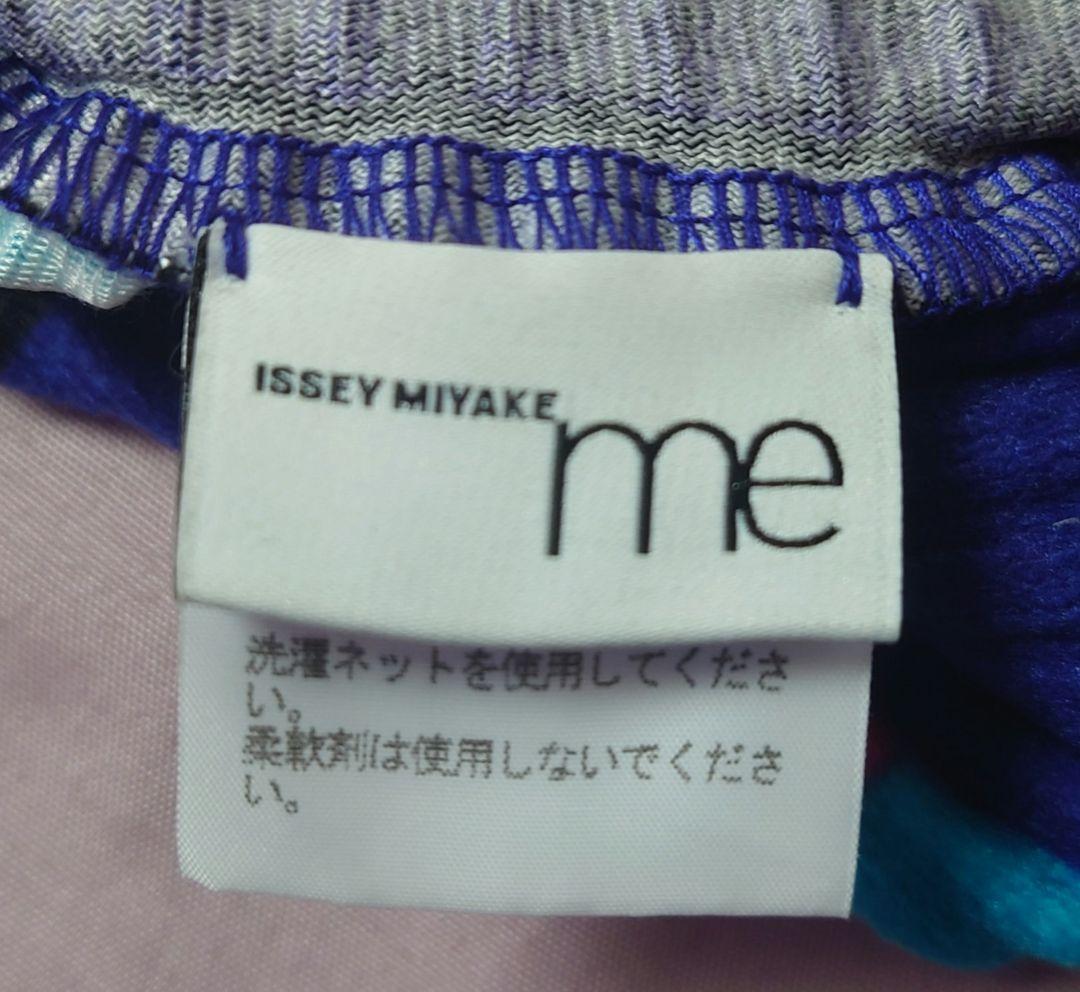 ISSEY MIYAKE
me
洗濯ネットを使用してくださ
い。
柔軟剤は使用しないでくださ
い。